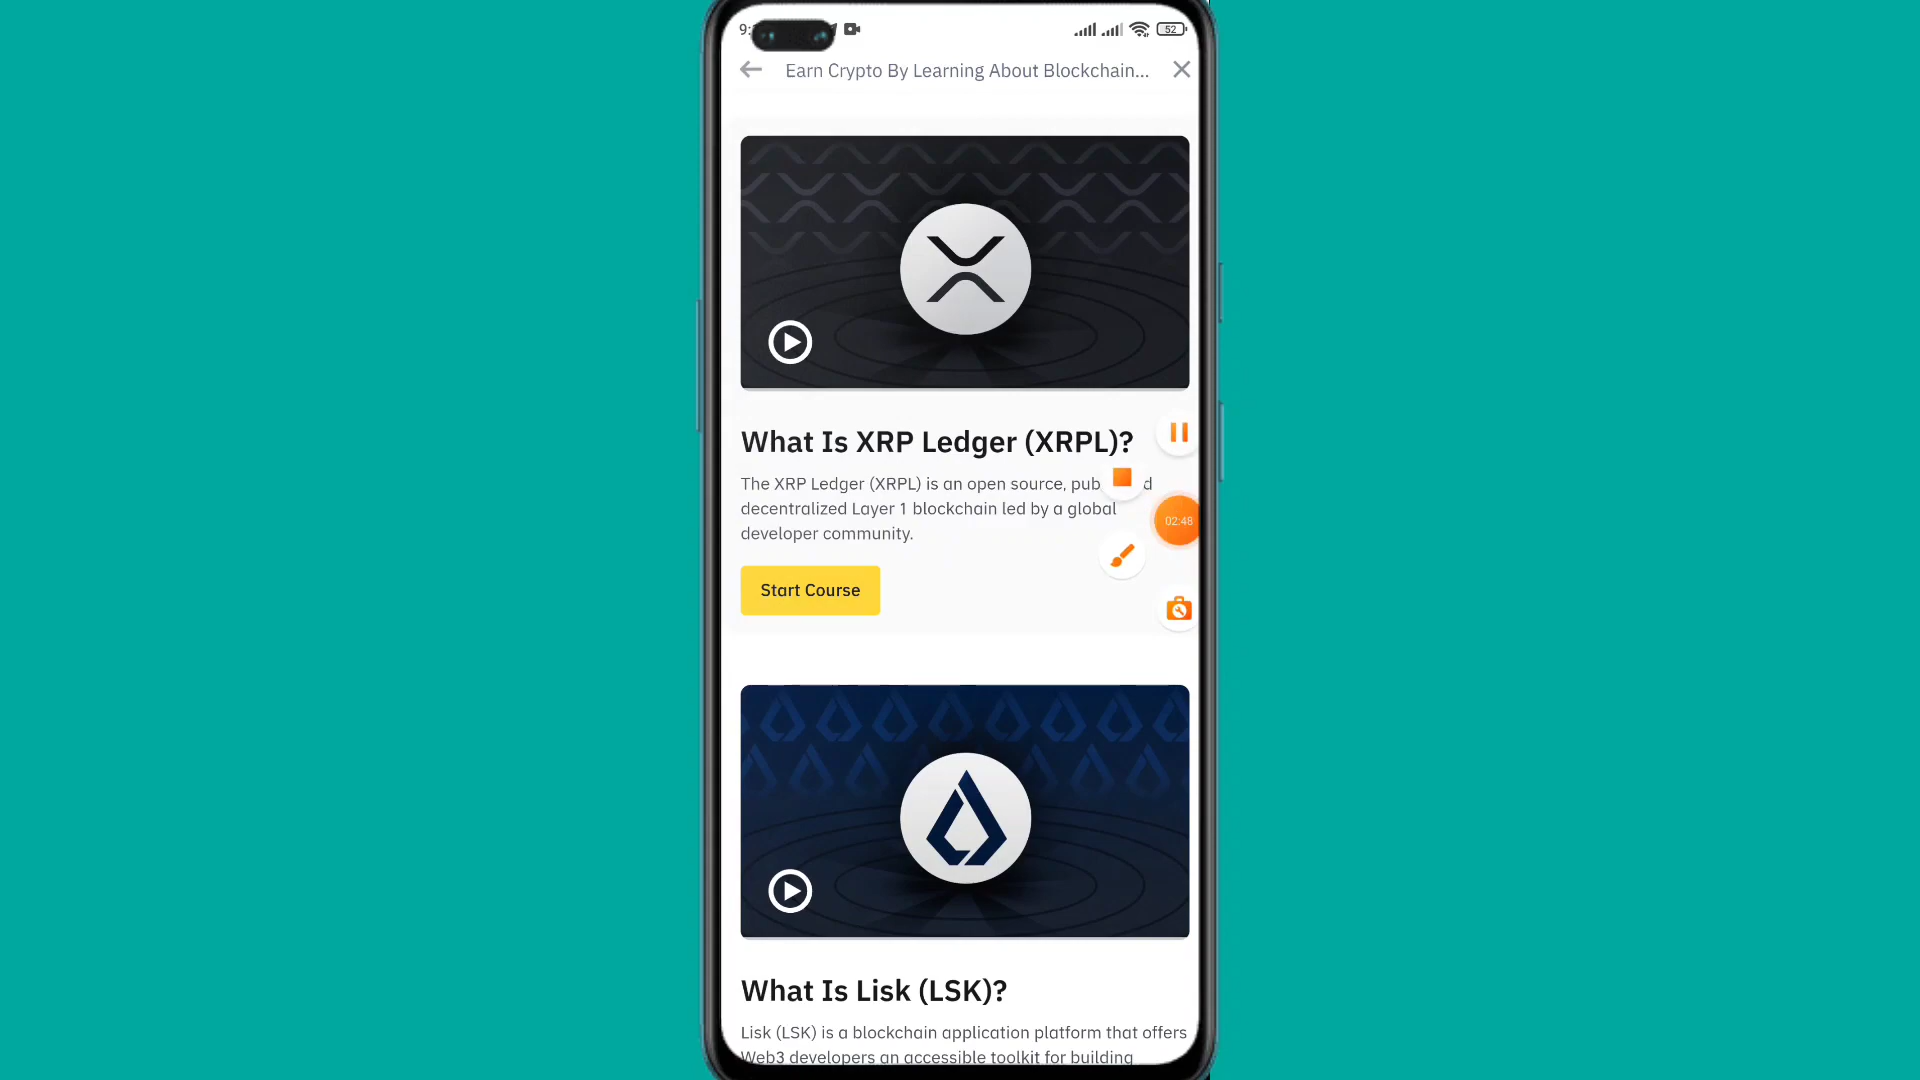 9:
52
Earn Crypto By Learning About Blockchain...
What Is XRP Ledger (XRPL)?
The XRP Ledger (XRPL) is an open source, pub d
decentralized Layer 1 blockchain led by a global
developer community.
02:48
Start Course
What Is Lisk (LSK)?
Lisk (LSK) is a blockchain application platform that offers
Web3 developers an accessible toolkit for building